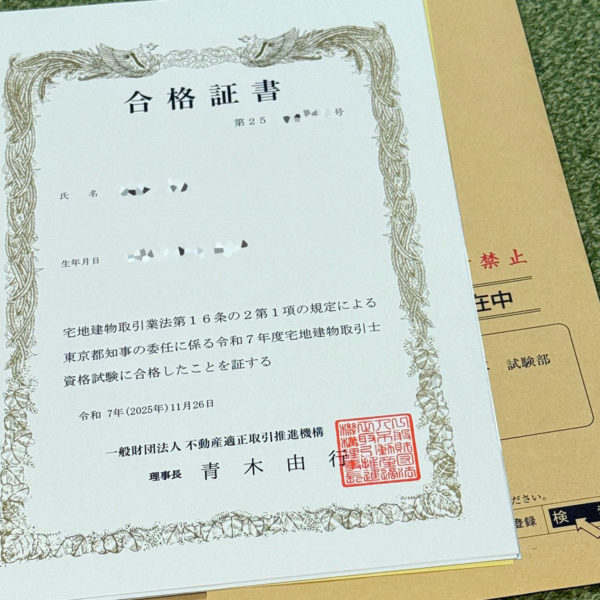 合格証書
第25 号
氏 名
生年月日
宅地建物取引業法第16条の2第1項の規定による
東京都知事の委任に係る令和7年度宅地建物取引士
資格試験に合格したことを証する
令和 7年(2025年)11月26日
一般財団法人 不動産適正取引推進機構
理事長 青木由行
禁止
在中
試験部
ださい。
登録 検